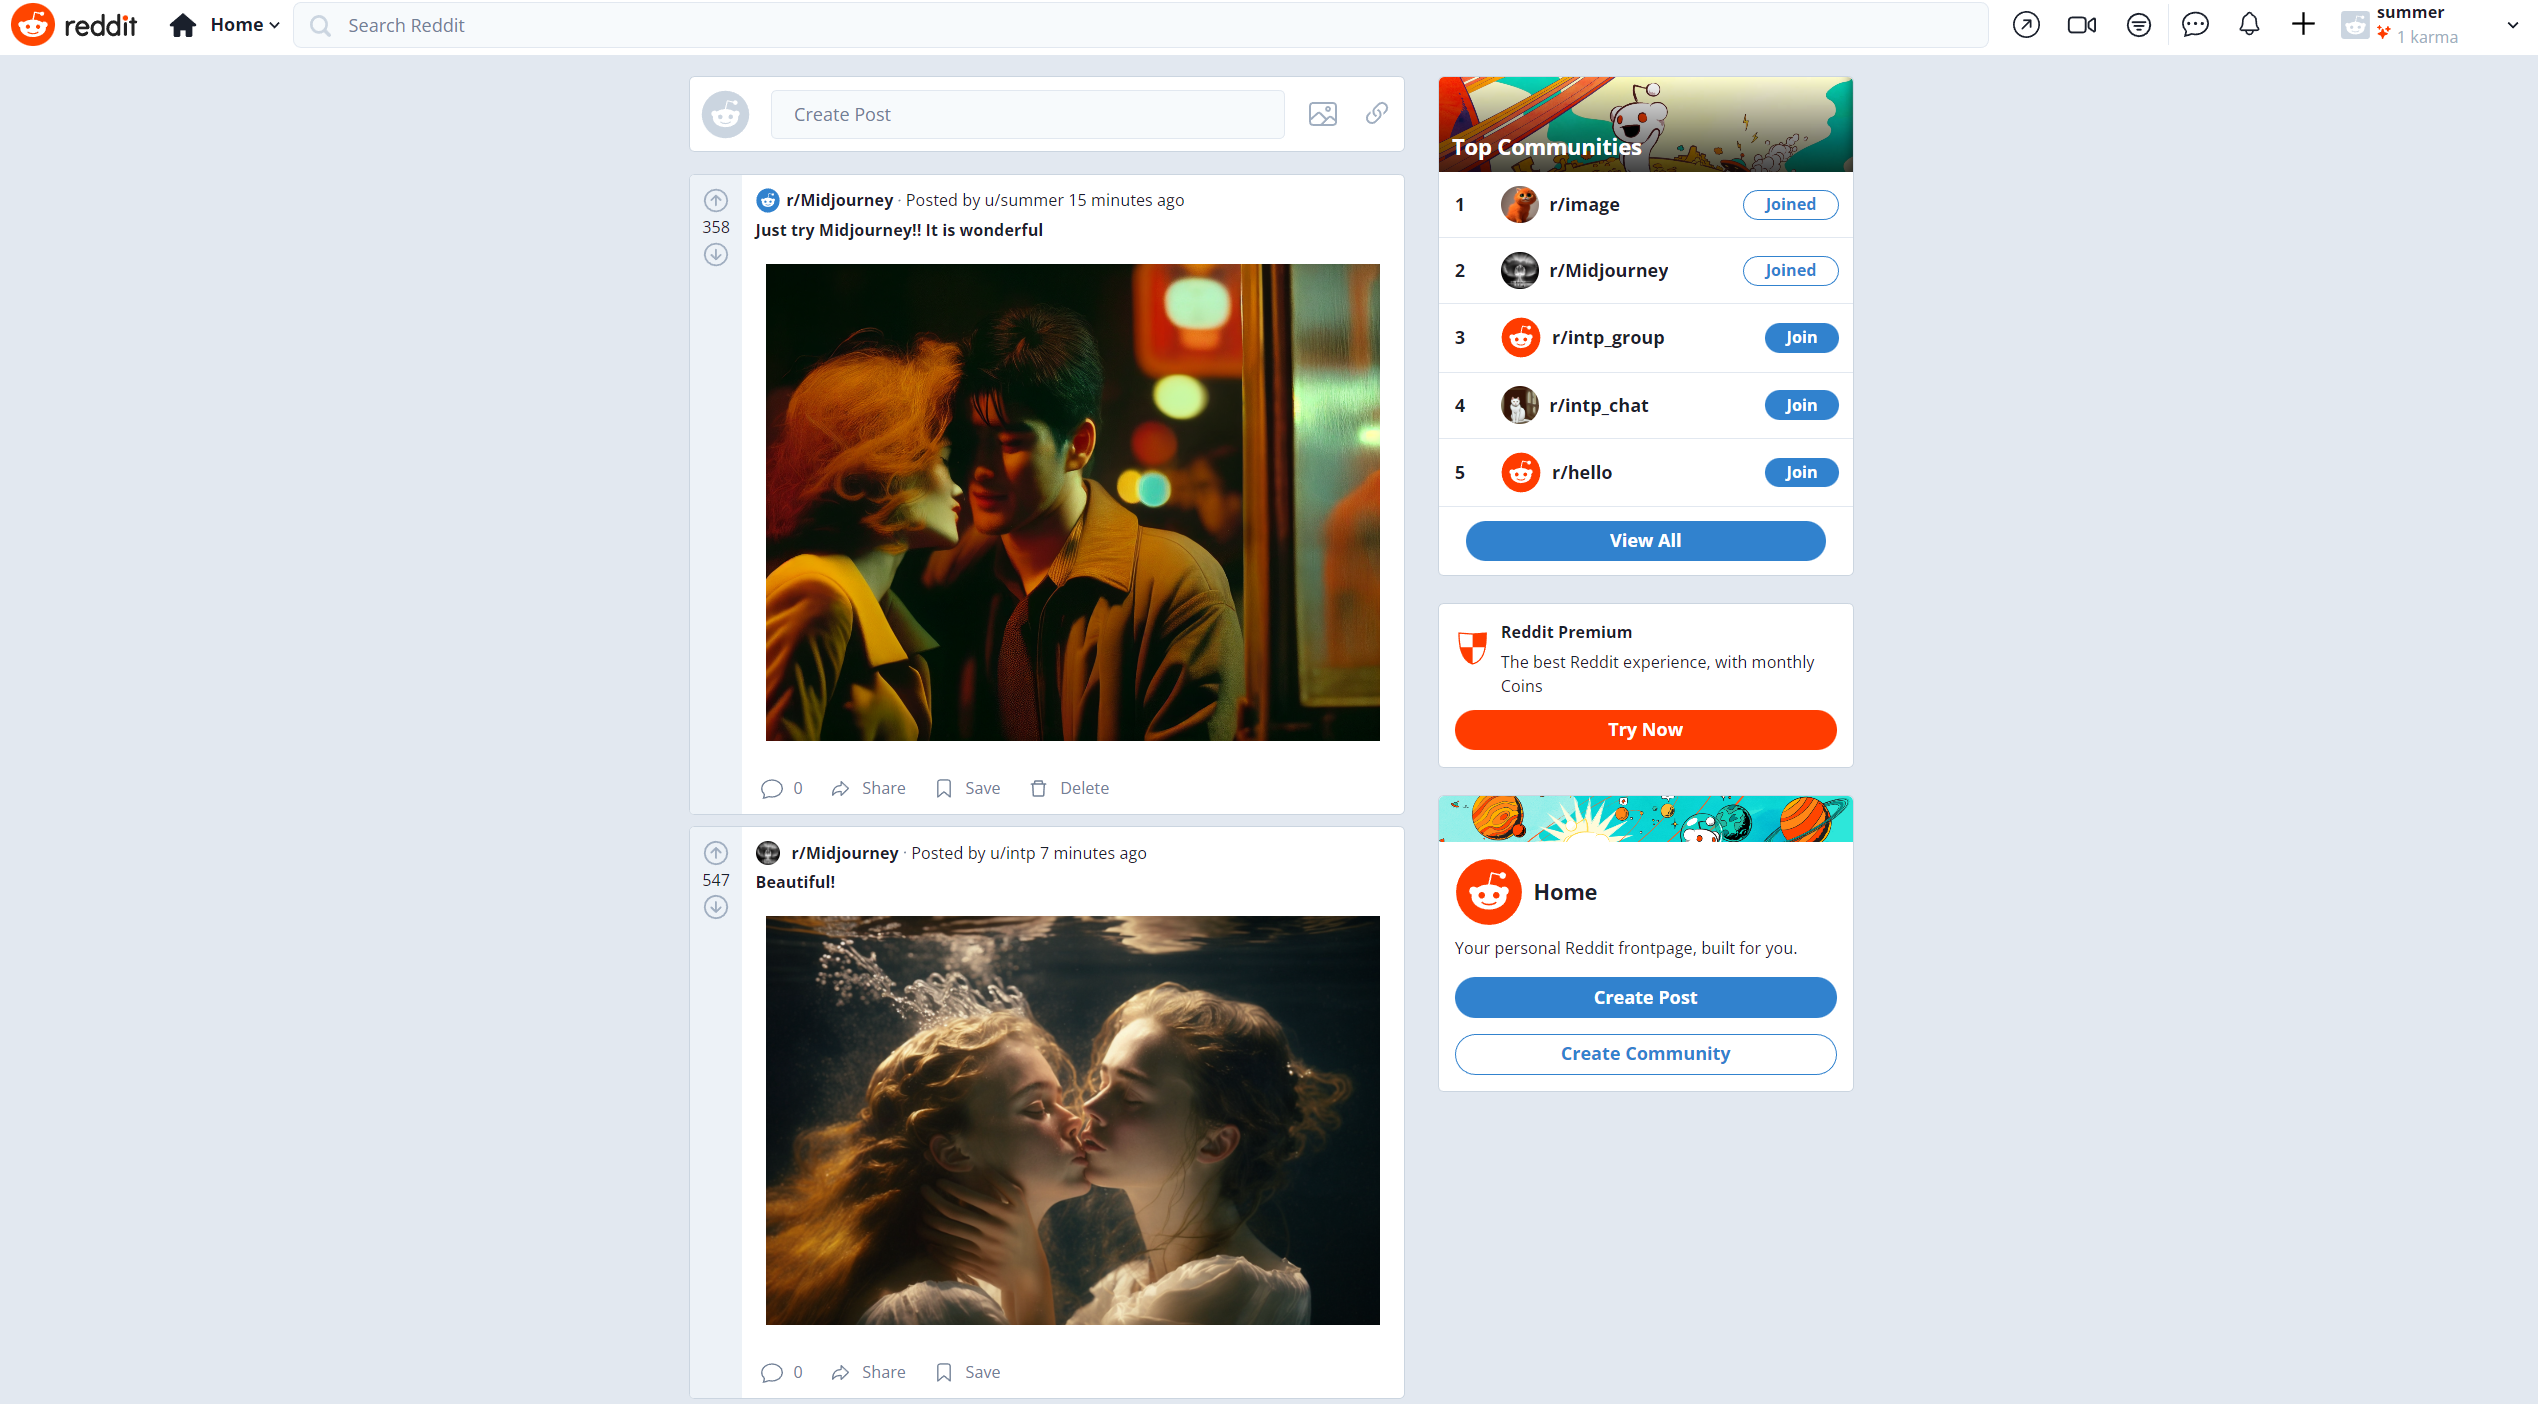 reddit
Home
Search Reddit
summer
1 karma
Create Post
358
r/Midjourney · Posted by u/summer 15 minutes ago
Just try Midjourney!! It is wonderful
0 Share Save Delete
547
r/Midjourney · Posted by u/intp 7 minutes ago
Beautiful!
0 Share Save
Top Communities
1 r/image Joined
2 r/Midjourney Joined
3 r/intp_group Join
4 r/intp_chat Join
5 r/hello Join
View All
Reddit Premium
The best Reddit experience, with monthly
Coins
Try Now
Home
Your personal Reddit frontpage, built for you.
Create Post
Create Community